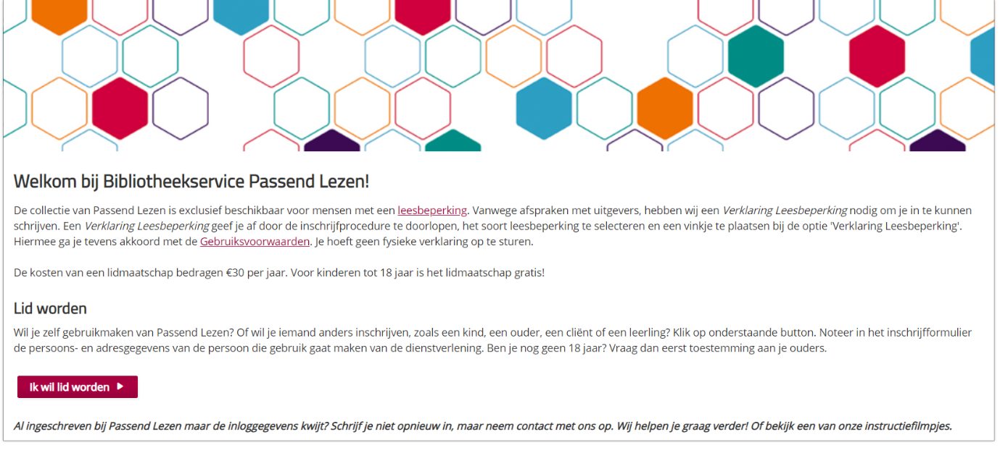 Welkom bij Bibliotheekservice Passend Lezen!
De collectie van Passend Lezen is exclusief beschikbaar voor mensen met een leesbeperking. Vanwege afspraken met uitgevers, hebben wij een Verklaring Leesbeperking nodig om je in te kunnen
schrijven. Een Verklaring Leesbeperking geef je af door de inschrijfprocedure te doorlopen, het soort leesbeperking te selecteren en een vinkje te plaatsen bij de optie 'Verklaring Leesbeperking'.
Hiermee ga je tevens akkoord met de Gebruiksvoorwaarden. Je hoeft geen fysieke verklaring op te sturen.
De kosten van een lidmaatschap bedragen €30 per jaar. Voor kinderen tot 18 jaar is het lidmaatschap gratis!
Lid worden
Wil je zelf gebruikmaken van Passend Lezen? Of wil je iemand anders inschrijven, zoals een kind, een ouder, een cliënt of een leerling? Klik op onderstaande button. Noteer in het inschrijfformulier
de persoons- en adresgegevens van de persoon die gebruik gaat maken van de dienstverlening. Ben je nog geen 18 jaar? Vraag dan eerst toestemming aan je ouders.
Ik wil lid worden
Al ingeschreven bij Passend Lezen maar de inloggegevens kwijt? Schrijf je niet opnieuw in, maar neem contact met ons op. Wij helpen je graag verder! Of bekijk een van onze instructiefilmpjes.